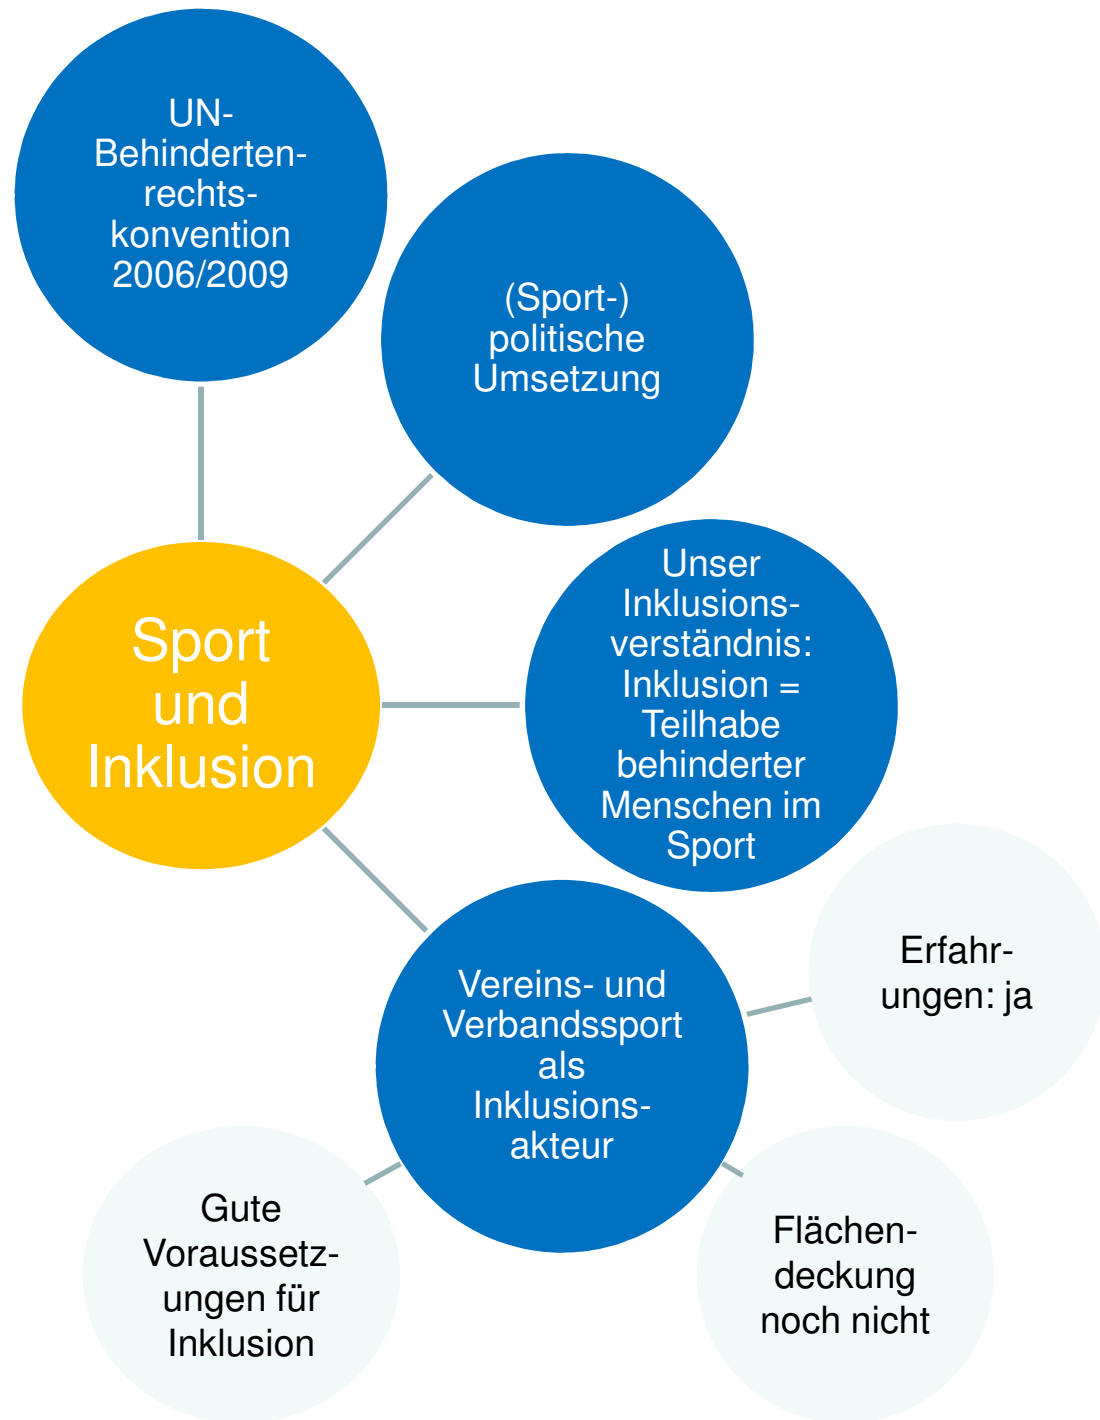 UN-
Behinderten-
rechts-
konvention
2006/2009
(Sport-)
politische
Umsetzung
Sport
und
Inklusion
Unser
Inklusions-
verständnis:
Inklusion =
Teilhabe
behinderter
Menschen im
Sport
Vereins- und
Verbandssport
als
Inklusions-
akteur
Erfahr-
ungen: ja
Flächen-
deckung
noch nicht
Gute
Voraussetz-
ungen für
Inklusion